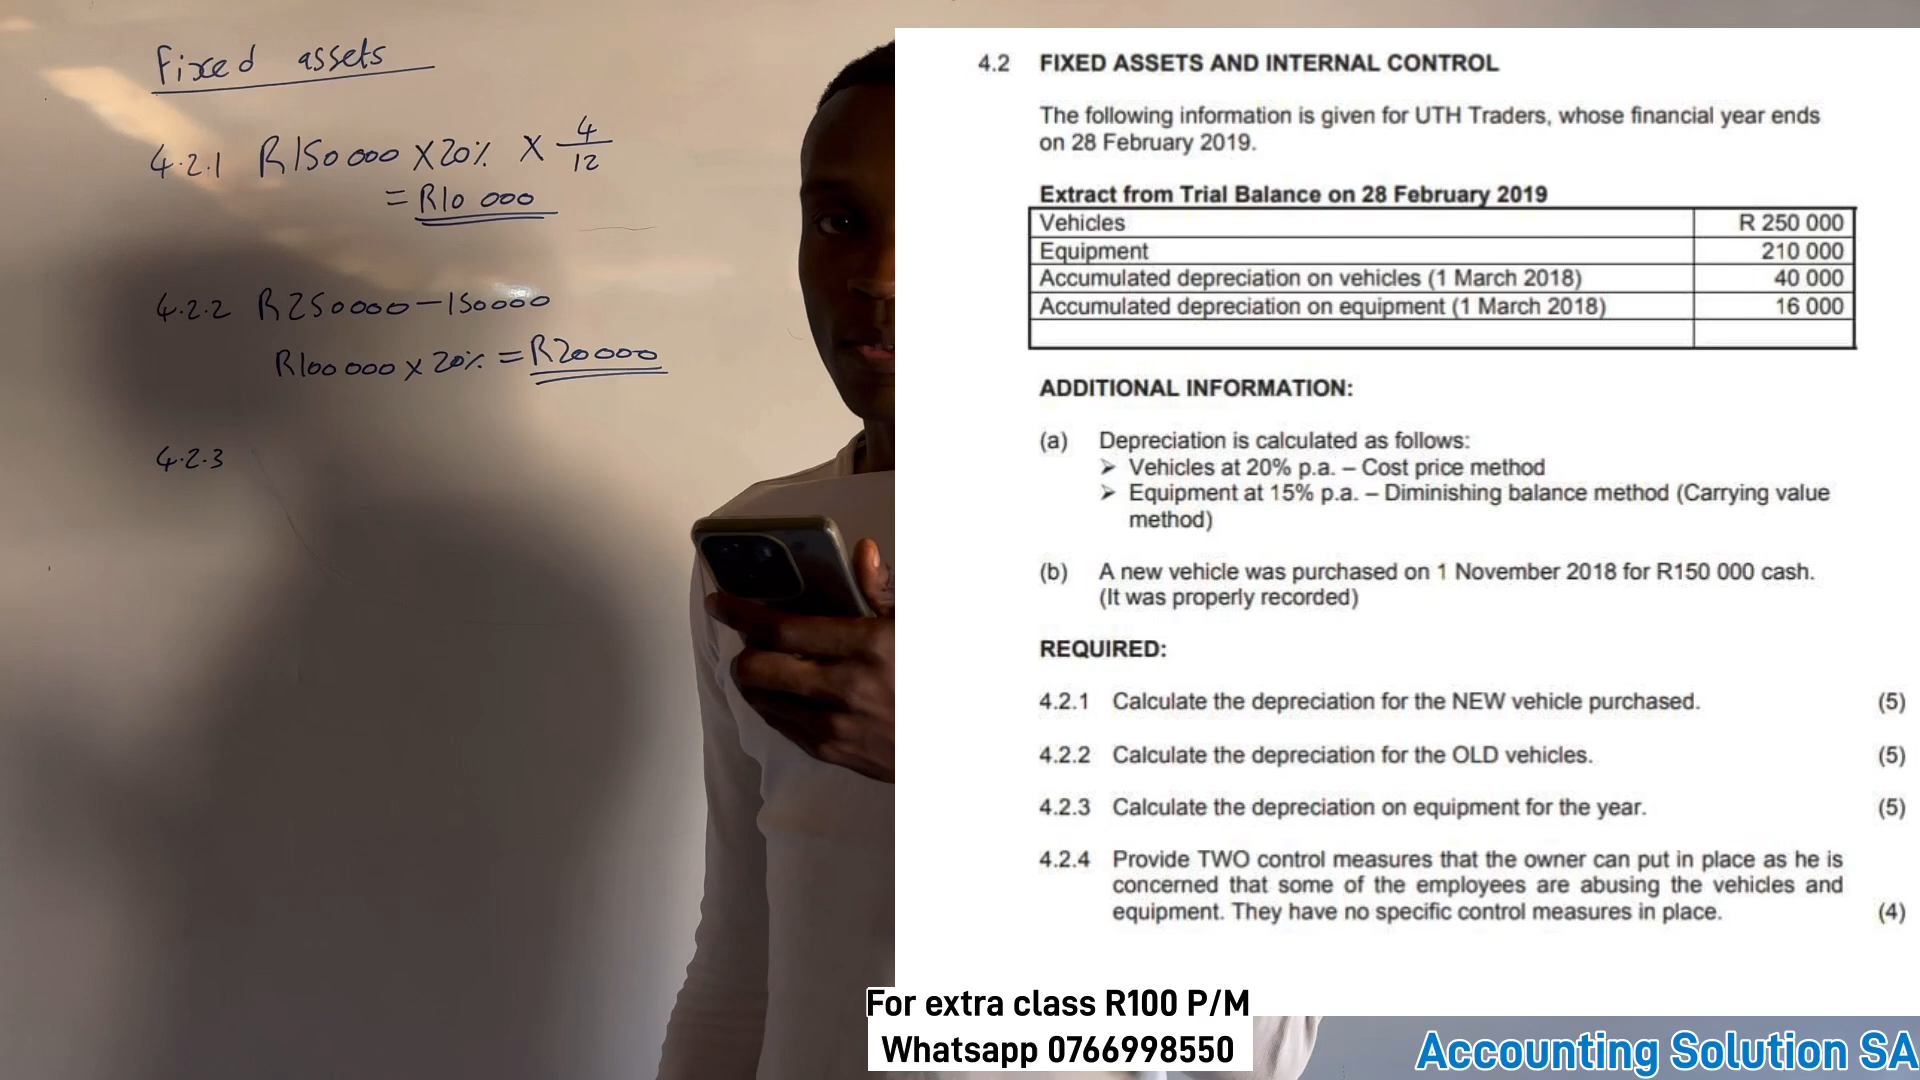 Fixed assets
4.2.1 R150 000 X 20% X 4/12
= R10 000
4.2.2 R250000 - 150000
R100 000 x 20% = R20000
4.2.3
4.2 FIXED ASSETS AND INTERNAL CONTROL
The following information is given for UTH Traders, whose financial year ends
on 28 February 2019.
Extract from Trial Balance on 28 February 2019
Vehicles R 250 000
Equipment 210 000
Accumulated depreciation on vehicles (1 March 2018) 40 000
Accumulated depreciation on equipment (1 March 2018) 16 000
ADDITIONAL INFORMATION:
(a) Depreciation is calculated as follows:
➢ Vehicles at 20% p.a. – Cost price method
➢ Equipment at 15% p.a. – Diminishing balance method (Carrying value
method)
(b) A new vehicle was purchased on 1 November 2018 for R150 000 cash.
(It was properly recorded)
REQUIRED:
4.2.1 Calculate the depreciation for the NEW vehicle purchased. (5)
4.2.2 Calculate the depreciation for the OLD vehicles. (5)
4.2.3 Calculate the depreciation on equipment for the year. (5)
4.2.4 Provide TWO control measures that the owner can put in place as he is
concerned that some of the employees are abusing the vehicles and
equipment. They have no specific control measures in place. (4)
For extra class R100 P/M
Whatsapp 0766998550
Accounting Solution SA